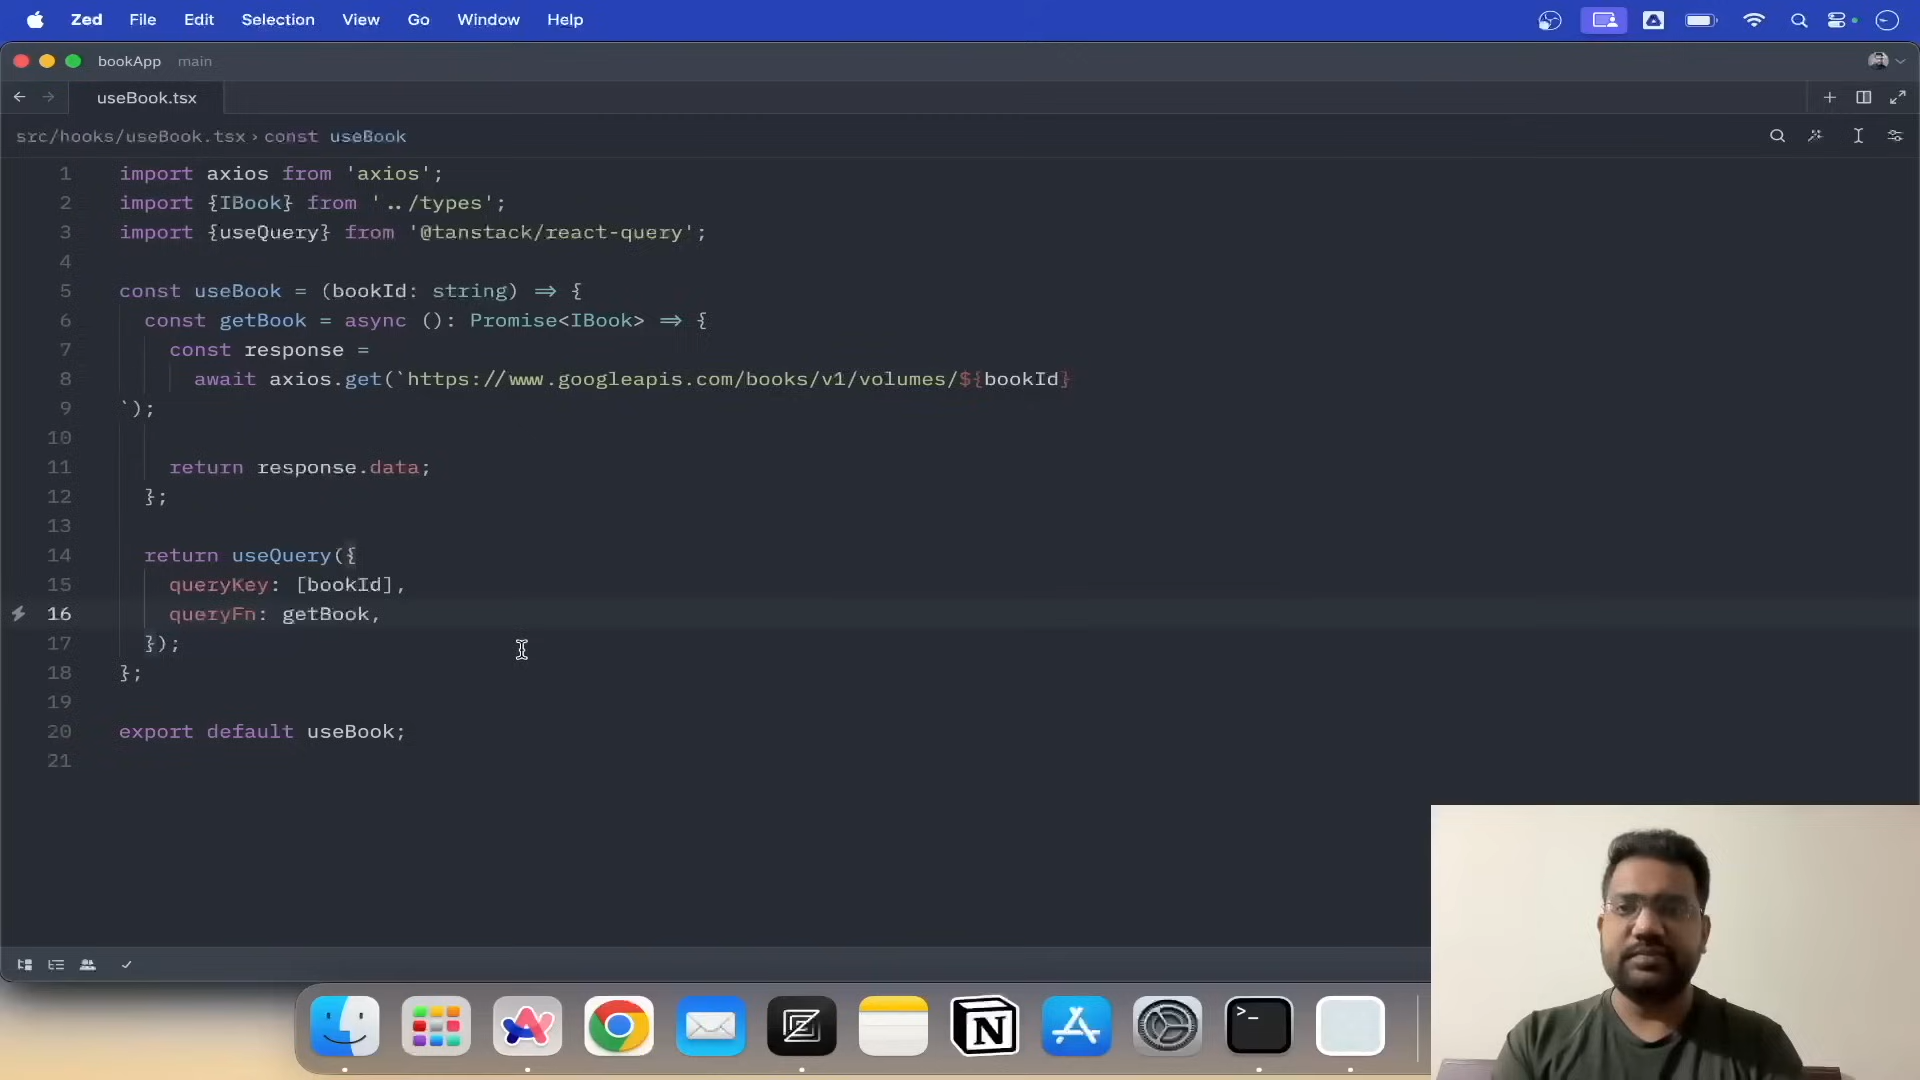 Zed File Edit Selection View Go Window Help
bookApp main
useBook.tsx
src/hooks/useBook.tsx › const useBook
1 import axios from 'axios';
2 import {IBook} from '../types';
3 import {useQuery} from '@tanstack/react-query';
4
5 const useBook = (bookId: string) => {
6 const getBook = async (): Promise<IBook> => {
7 const response =
8 await axios.get(`https://www.googleapis.com/books/v1/volumes/${bookId}
9 `);
10
11 return response.data;
12 };
13
14 return useQuery({
15 queryKey: [bookId],
16 queryFn: getBook,
17 });
18 };
19
20 export default useBook;
21